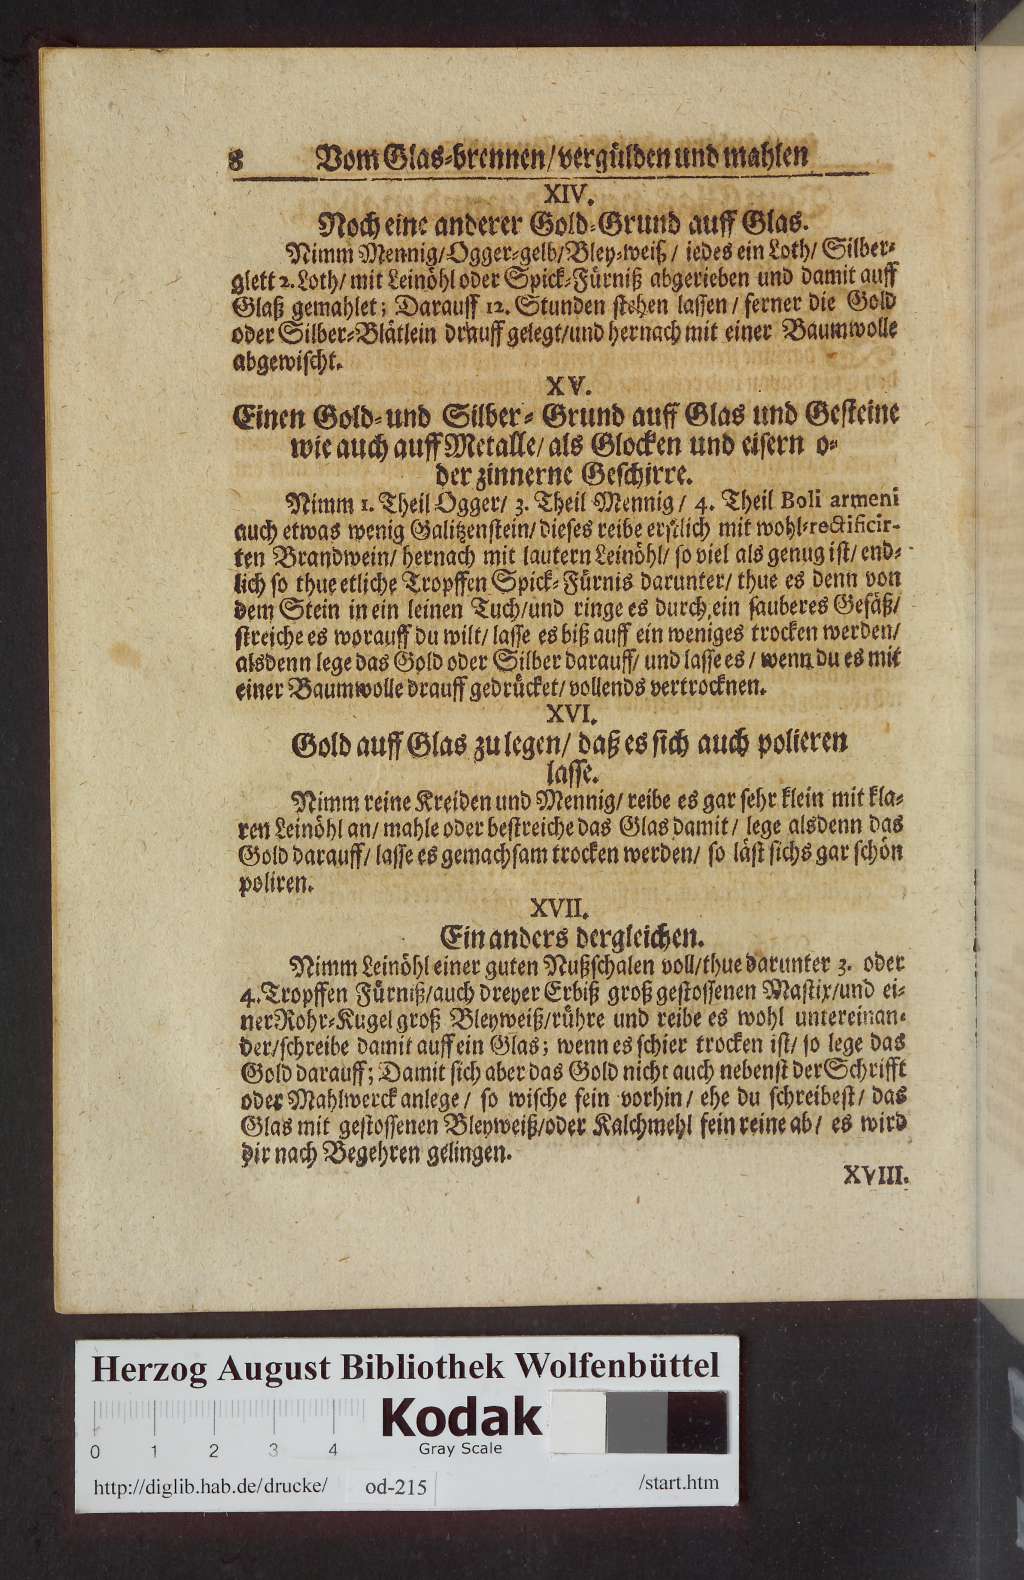 8 Vom Glas-brennen/vergülden und mahlen
XIV.
Noch eine anderer Gold-Grund auff Glas.
Nimm Mennig/Ogger-gelb/Bley-weiß / iedes ein Loth/ Silber-
glett 2. Loth/ mit Leinöhl oder Spick-Fürniß abgerieben und damit auff
Glaß gemahlet; Darauff 12. Stunden stehen lassen / ferner die Gold
oder Silber-Blätlein drauff gelegt/und hernach mit einer Baumwolle
abgewischt.
XV.
Einen Gold- und Silber- Grund auff Glas und Gesteine
wie auch auff Metalle/ als Glocken und eisern o-
der zinnerne Geschirre.
Nimm 1. Theil Ogger/ 3. Theil Mennig / 4. Theil Boli armeni
auch etwas wenig Galitzenstein/ dieses reibe erstlich mit wohl-rectificir-
ten Brandwein/ hernach mit lautern Leinöhl/ so viel als genug ist/ end-
lich so thue etliche Tropffen Spick-Fürnis darunter/ thue es denn von
dem Stein in ein leinen Tuch/und ringe es durch ein sauberes Gesäß/
streiche es worauff du wilt/ lasse es biß auff ein weniges trocken werden/
alsdenn lege das Gold oder Silber darauff/ und lasse es / wenn du es mit
einer Baumwolle drauff gedrücket/ vollends vertrocknen.
XVI.
Gold auff Glas zu legen/ daß es sich auch polieren
lasse.
Nimm reine Kreiden und Mennig/ reibe es gar sehr klein mit kla-
ren Leinöhl an/ mahle oder bestreiche das Glas damit / lege alsdenn das
Gold darauff/ lasse es gemachsam trocken werden/ so läst sichs gar schön
poliren.
XVII.
Ein anders dergleichen.
Nimm Leinöhl einer guten Nußschalen voll/thue darunter 3. oder
4. Tropffen Fürniß/auch dreyer Erbiß groß gestossenen Mastix/und ei-
ner Rohr-Kugel groß Bleyweiß/rühre und reibe es wohl untereinan-
der/schreibe damit auff ein Glas; wenn es schier trocken ist/ so lege das
Gold darauff; Damit sich aber das Gold nicht auch nebenst der Schrifft
oder Mahlwerck anlege / so wische fein vorhin / ehe du schreibest/ das
Glas mit gestossenen Bleyweiß/oder Kalchmehl fein reine ab / es wird
dir nach Begehren gelingen.
XVIII.
Herzog August Bibliothek Wolfenbüttel
0 1 2 3 4
Kodak
Gray Scale
http://diglib.hab.de/drucke/ od-215 /start.htm